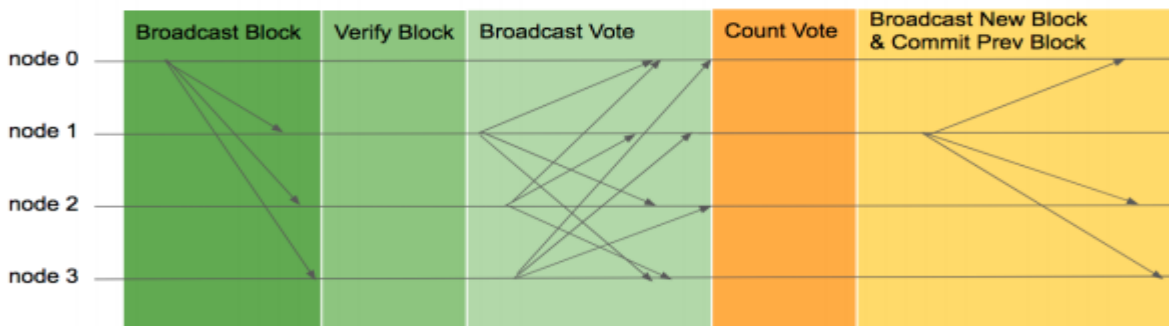 Broadcast Block
Verify Block
Broadcast Vote
Count Vote
Broadcast New Block
& Commit Prev Block
node 0
node 1
node 2
node 3